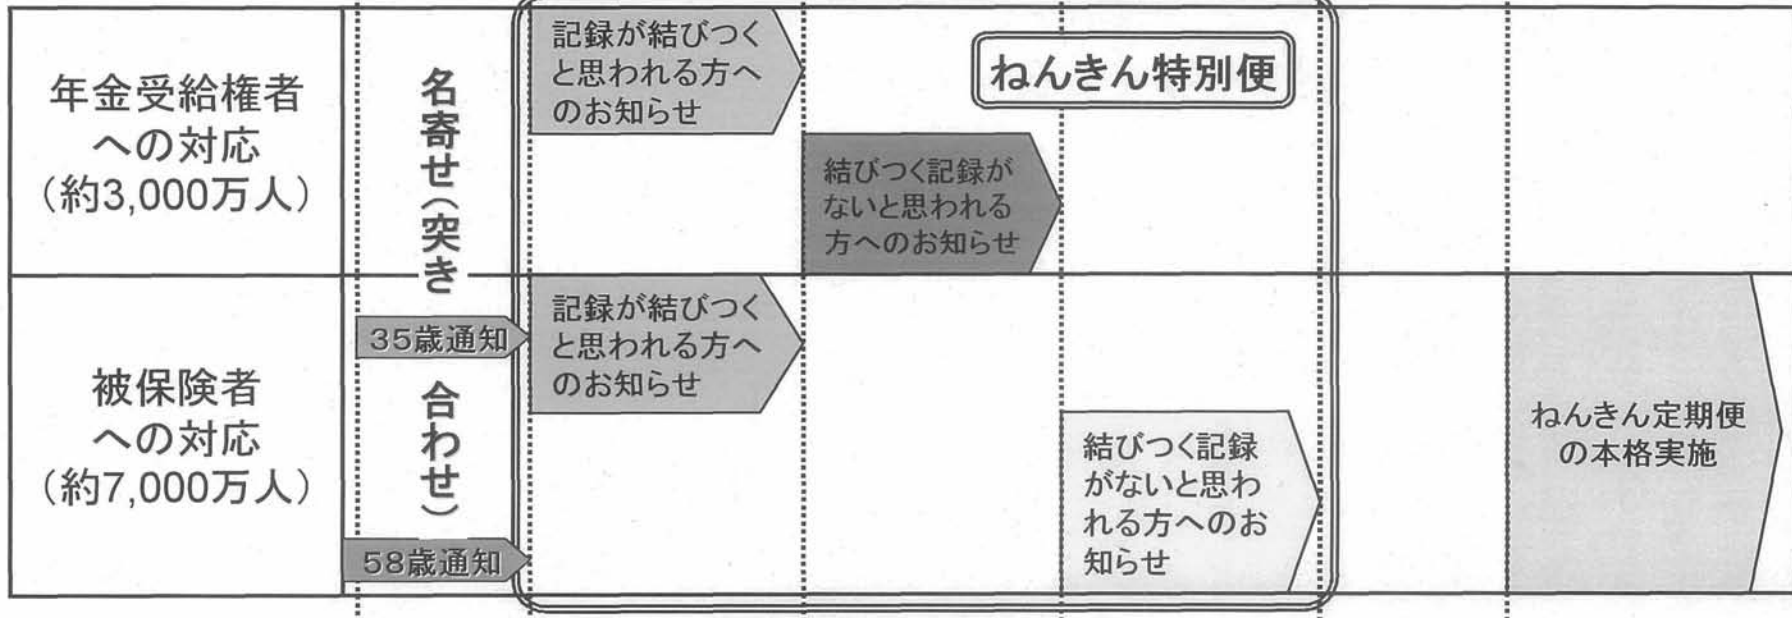 年金受給権者
への対応
（約3,000万人）
名寄せ（突き合わせ）
記録が結びつく
と思われる方へ
のお知らせ
ねんきん特別便
結びつく記録が
ないと思われる
方へのお知らせ
被保険者
への対応
（約7,000万人）
35歳通知
58歳通知
記録が結びつく
と思われる方へ
のお知らせ
結びつく記録
がないと思わ
れる方へのお
知らせ
ねんきん定期便
の本格実施